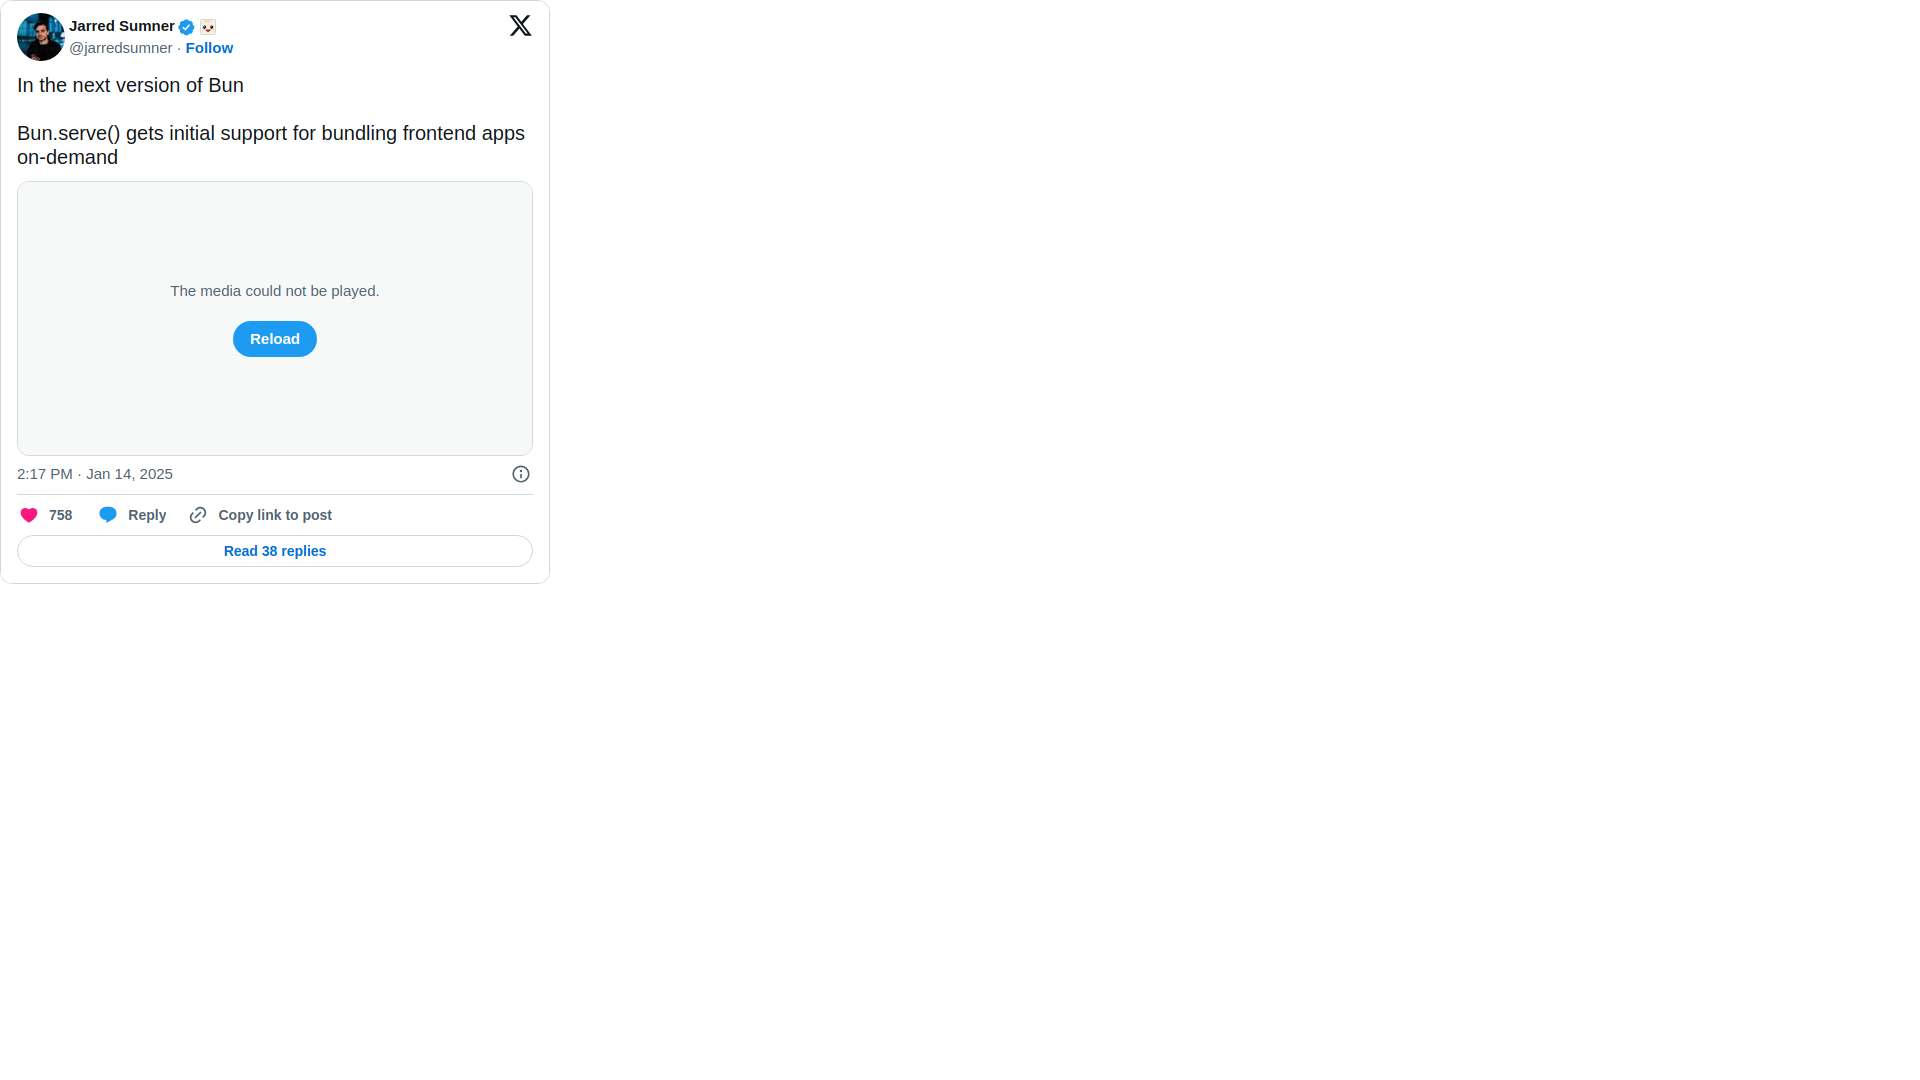 Jarred Sumner
@jarredsumner · Follow
In the next version of Bun
Bun.serve() gets initial support for bundling frontend apps
on-demand
The media could not be played.
Reload
2:17 PM · Jan 14, 2025
758 Reply Copy link to post
Read 38 replies